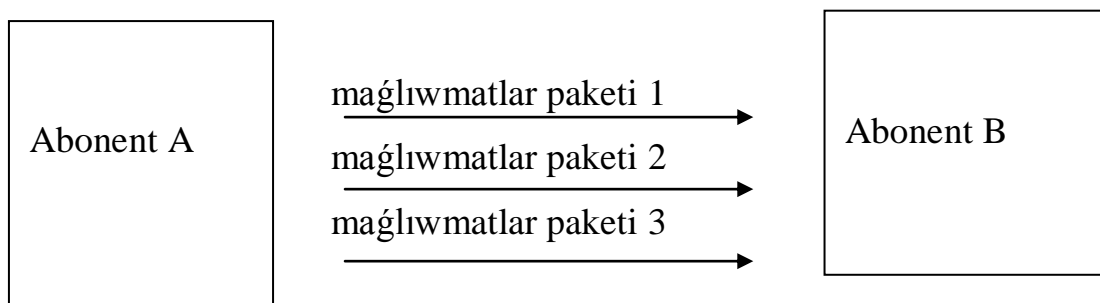 Abonent A
maǵlıwmatlar paketi 1
maǵlıwmatlar paketi 2
maǵlıwmatlar paketi 3
Abonent B